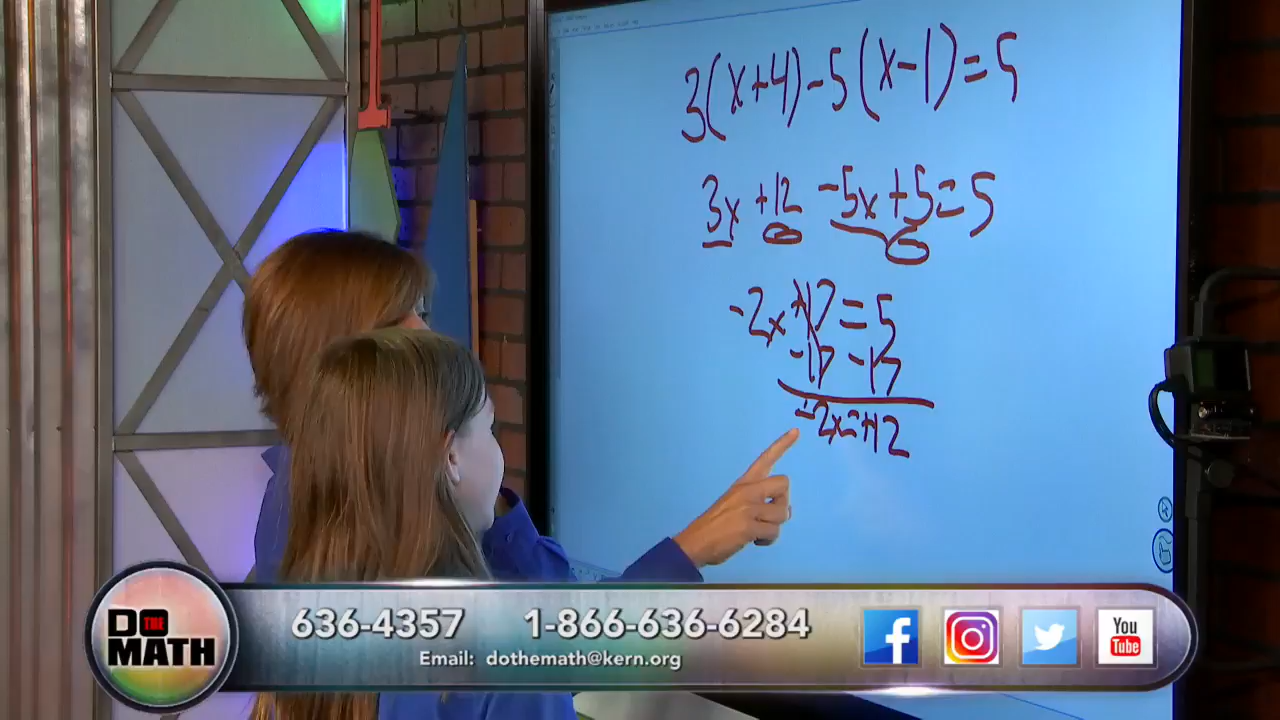 3(x+4)-5(x-1)=5
3x +12 -5x+5=5
-2x+17=5
-17 -17
-2x=+12
DO THE MATH
636-4357 1-866-636-6284
Email: dothemath@kern.org
You Tube